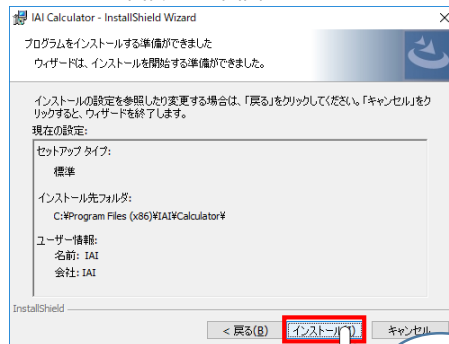 IAI Calculator - InstallShield Wizard
プログラムをインストールする準備ができました
ウィザードは、インストールを開始する準備ができました。
インストールの設定を参照したり変更する場合は、「戻る」をクリックしてください。「キャンセル」をク
リックすると、ウィザードを終了します。
現在の設定:
セットアップ タイプ:
標準
インストール先フォルダ:
C:¥Program Files (x86)¥IAI¥Calculator¥
ユーザー情報:
名前: IAI
会社: IAI
InstallShield
< 戻る(B) インストール(I) キャンセル